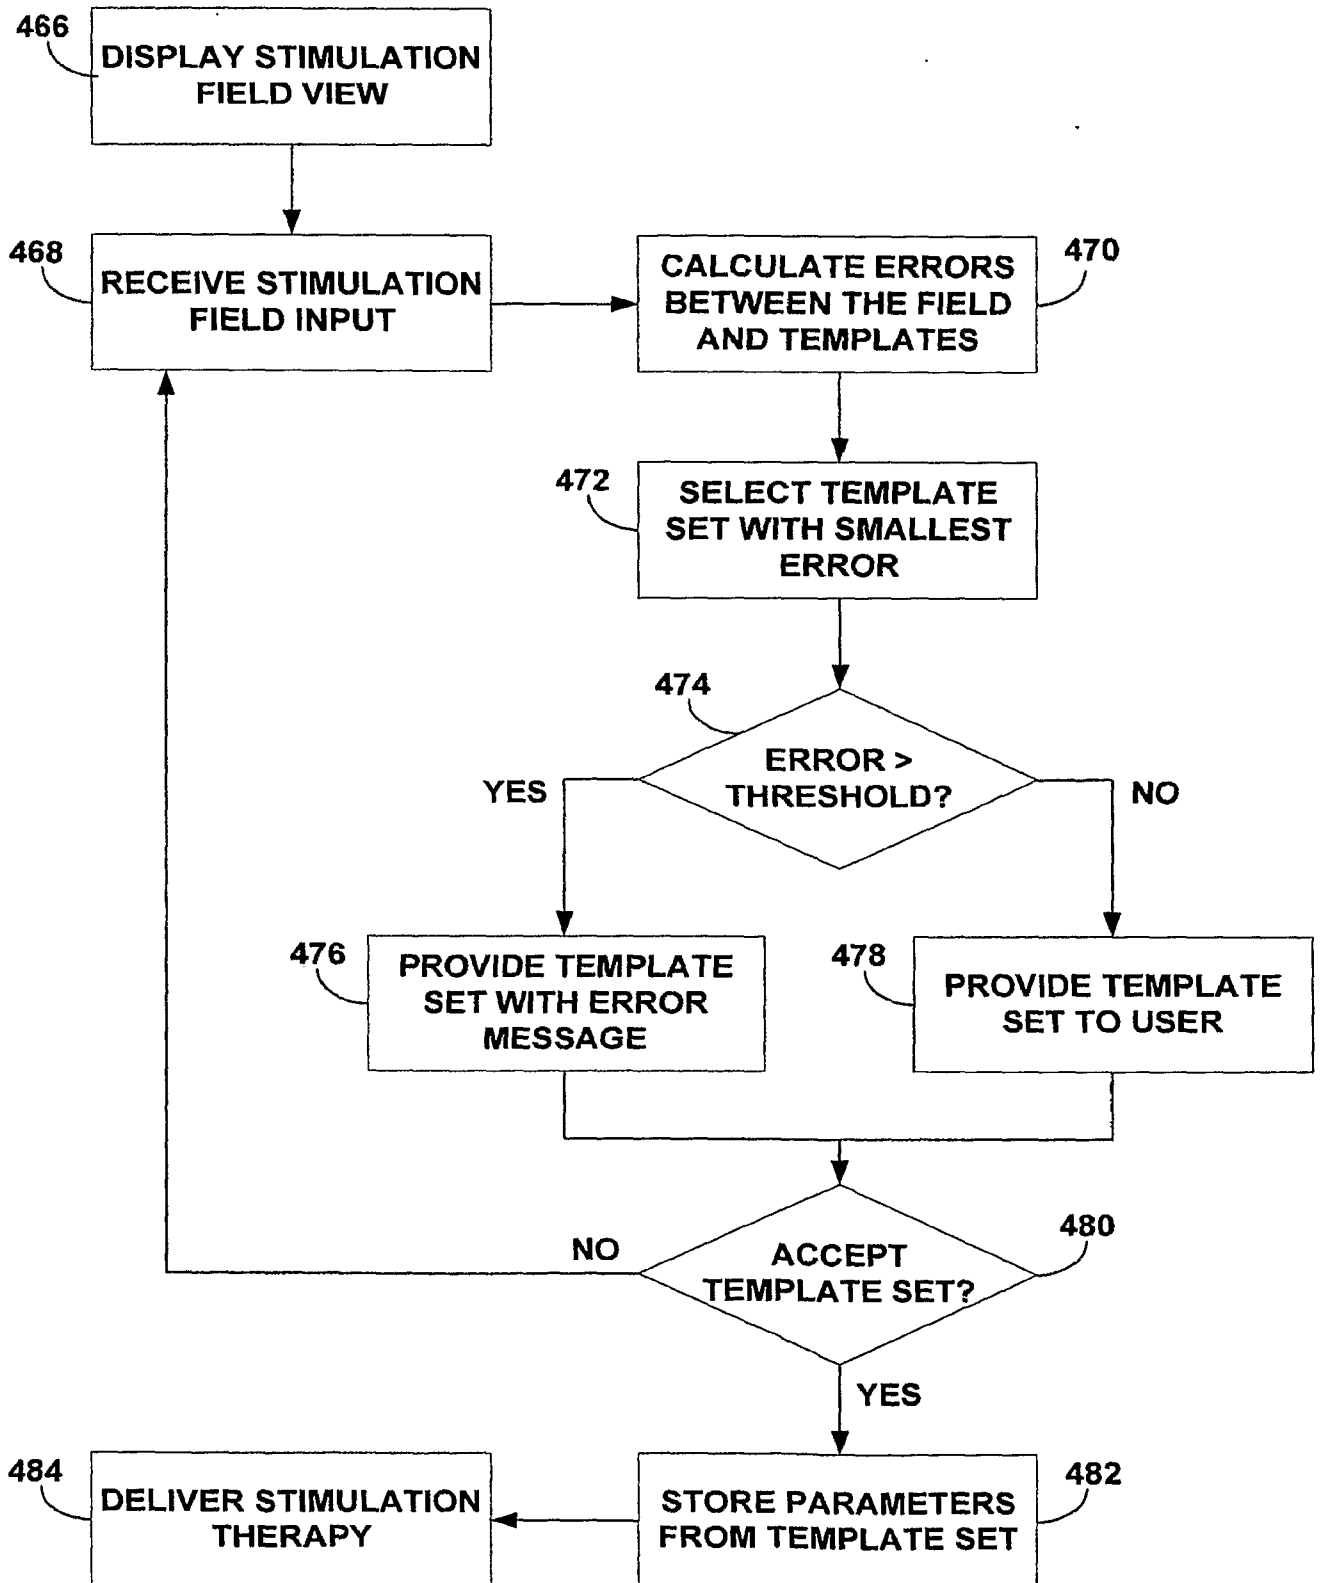 466
DISPLAY STIMULATION
FIELD VIEW
468
RECEIVE STIMULATION
FIELD INPUT
470
CALCULATE ERRORS
BETWEEN THE FIELD
AND TEMPLATES
472
SELECT TEMPLATE
SET WITH SMALLEST
ERROR
474
ERROR >
THRESHOLD?
YES
NO
476
PROVIDE TEMPLATE
SET WITH ERROR
MESSAGE
478
PROVIDE TEMPLATE
SET TO USER
480
ACCEPT
TEMPLATE SET?
NO
YES
482
STORE PARAMETERS
FROM TEMPLATE SET
484
DELIVER STIMULATION
THERAPY